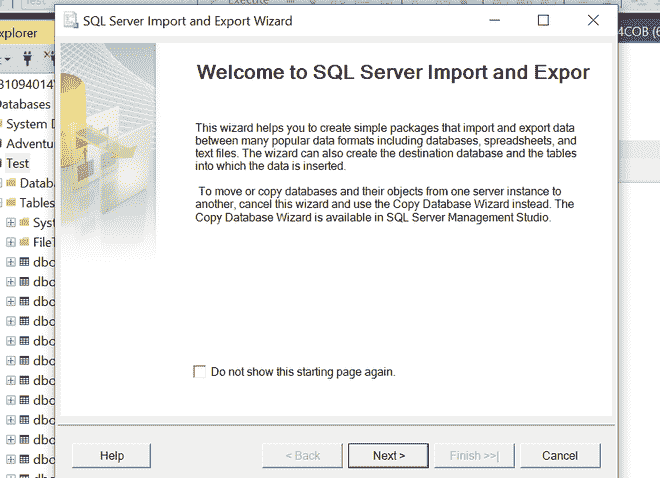 Test
Execute
SQL Server Import and Export Wizard
xplorer
4COB (6
Welcome to SQL Server Import and Expor
B1094014
Databases
System D
Adventu
Test
Datab
Tables
Syst
FileT
dbo
dbo
dbo
dbo
dbo
dbo
dbo
dbo
dbo
dbo
dbo
This wizard helps you to create simple packages that import and export data
between many popular data formats including databases, spreadsheets, and
text files. The wizard can also create the destination database and the tables
into which the data is inserted.
To move or copy databases and their objects from one server instance to
another, cancel this wizard and use the Copy Database Wizard instead. The
Copy Database Wizard is available in SQL Server Management Studio.
Do not show this starting page again.
Help
< Back
Next >
Finish >>|
Cancel